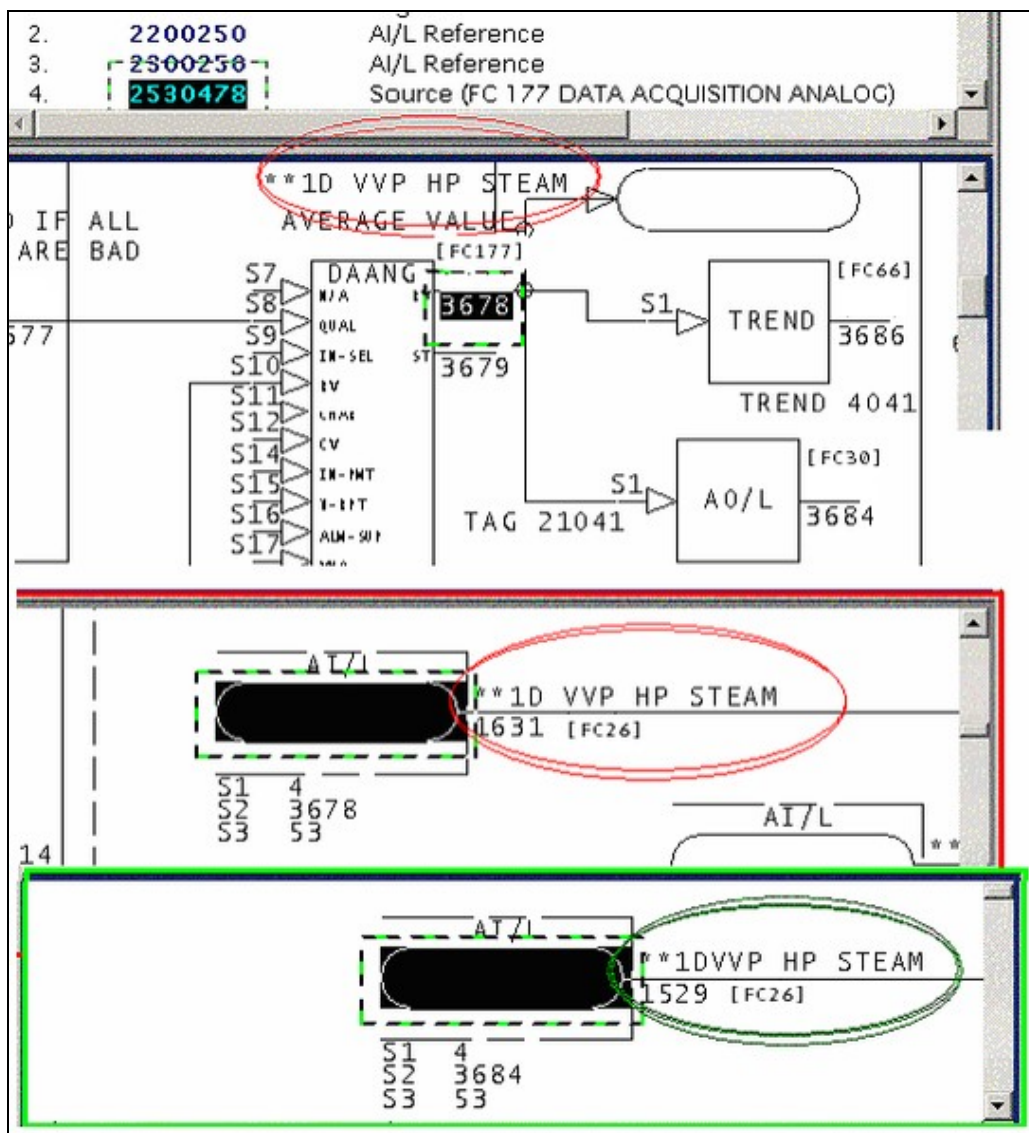 2. 2200250 AI/L Reference
3. 2300250 AI/L Reference
4. 2530478 Source (FC 177 DATA ACQUISITION ANALOG)
**1D VVP HP STEAM
AVERAGE VALUE
IF ALL
ARE BAD
[FC177]
DAANG
[FC66]
S7 N/A
S8 QUAL
S9 IN-SEL
S10
S11
S12 CV
S14
S15
S16
S17
577
3678
ST 3679
S1 TREND 3686
TREND 4041
[FC30]
S1 AO/L 3684
TAG 21041
AI/L
**1D VVP HP STEAM
1631 [FC26]
S1 4
S2 3678
S3 53
AI/L
**
14
AI/L
**1DVVP HP STEAM
1529 [FC26]
S1 4
S2 3684
S3 53